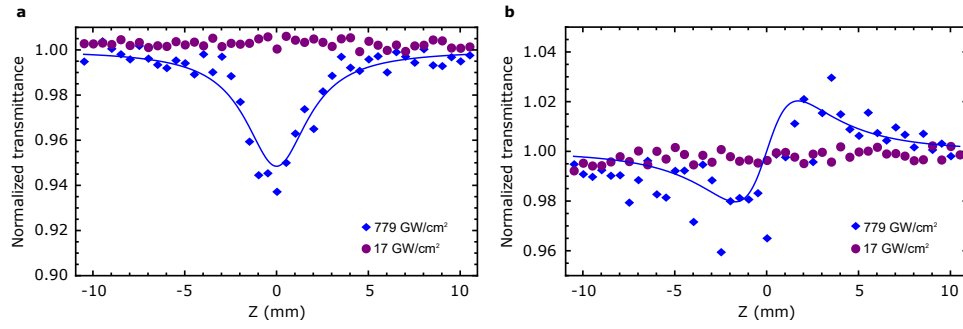 a
Normalized transmittance
1.00
0.98
0.96
0.94
0.92
0.90
-10
-5
0
5
10
Z (mm)
779 GW/cm²
17 GW/cm²
b
Normalized transmittance
1.04
1.02
1.00
0.98
0.96
-10
-5
0
5
10
Z (mm)
779 GW/cm²
17 GW/cm²